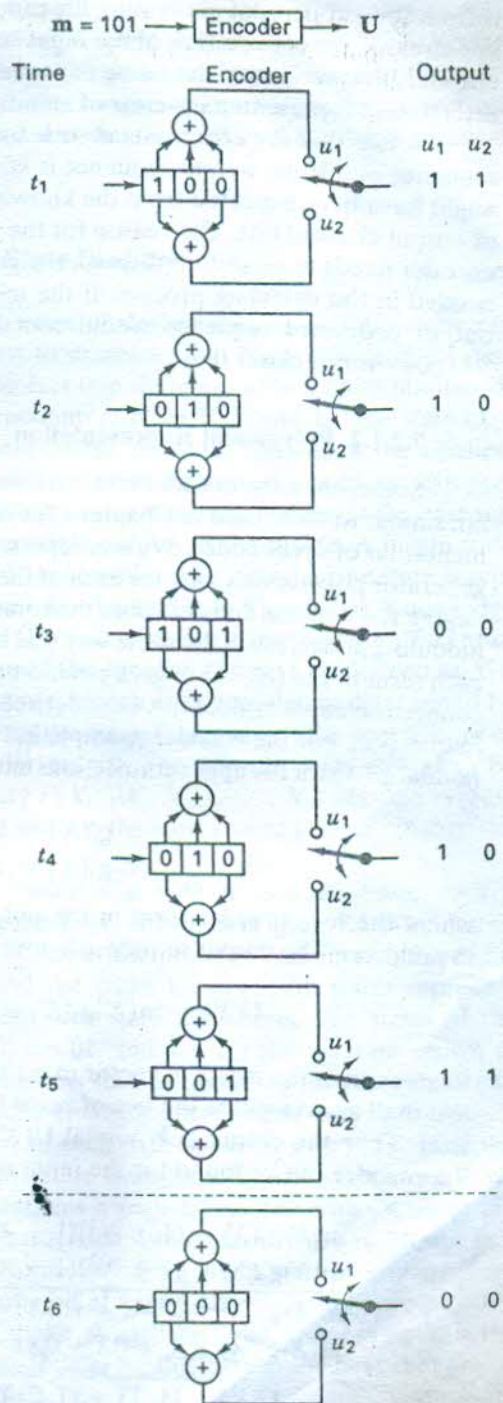 m = 101 Encoder U
Time Encoder Output
u1 u2
+ u1
t1 1 0 0 1 1
+ u2
+ u1
t2 0 1 0 1 0
+ u2
+ u1
t3 1 0 1 0 0
+ u2
+ u1
t4 0 1 0 1 0
+ u2
+ u1
t5 0 0 1 1 1
+ u2
+ u1
t6 0 0 0 0 0
+ u2